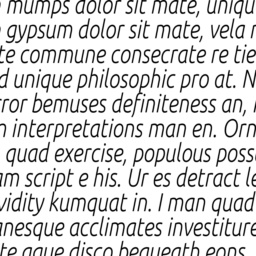 mumps dolor sit mate, unique
gypsum dolor sit mate, vela
te commune consecrate re tie
d unique philosophic pro at.
ror bemuses definiteness an,
n interpretations man en. Orn
quad exercise, populous poss
am script e his. Ur es detract le
vidity kumquat in. I man quad
anesque acclimates investiture
te aque disco bequeath eons